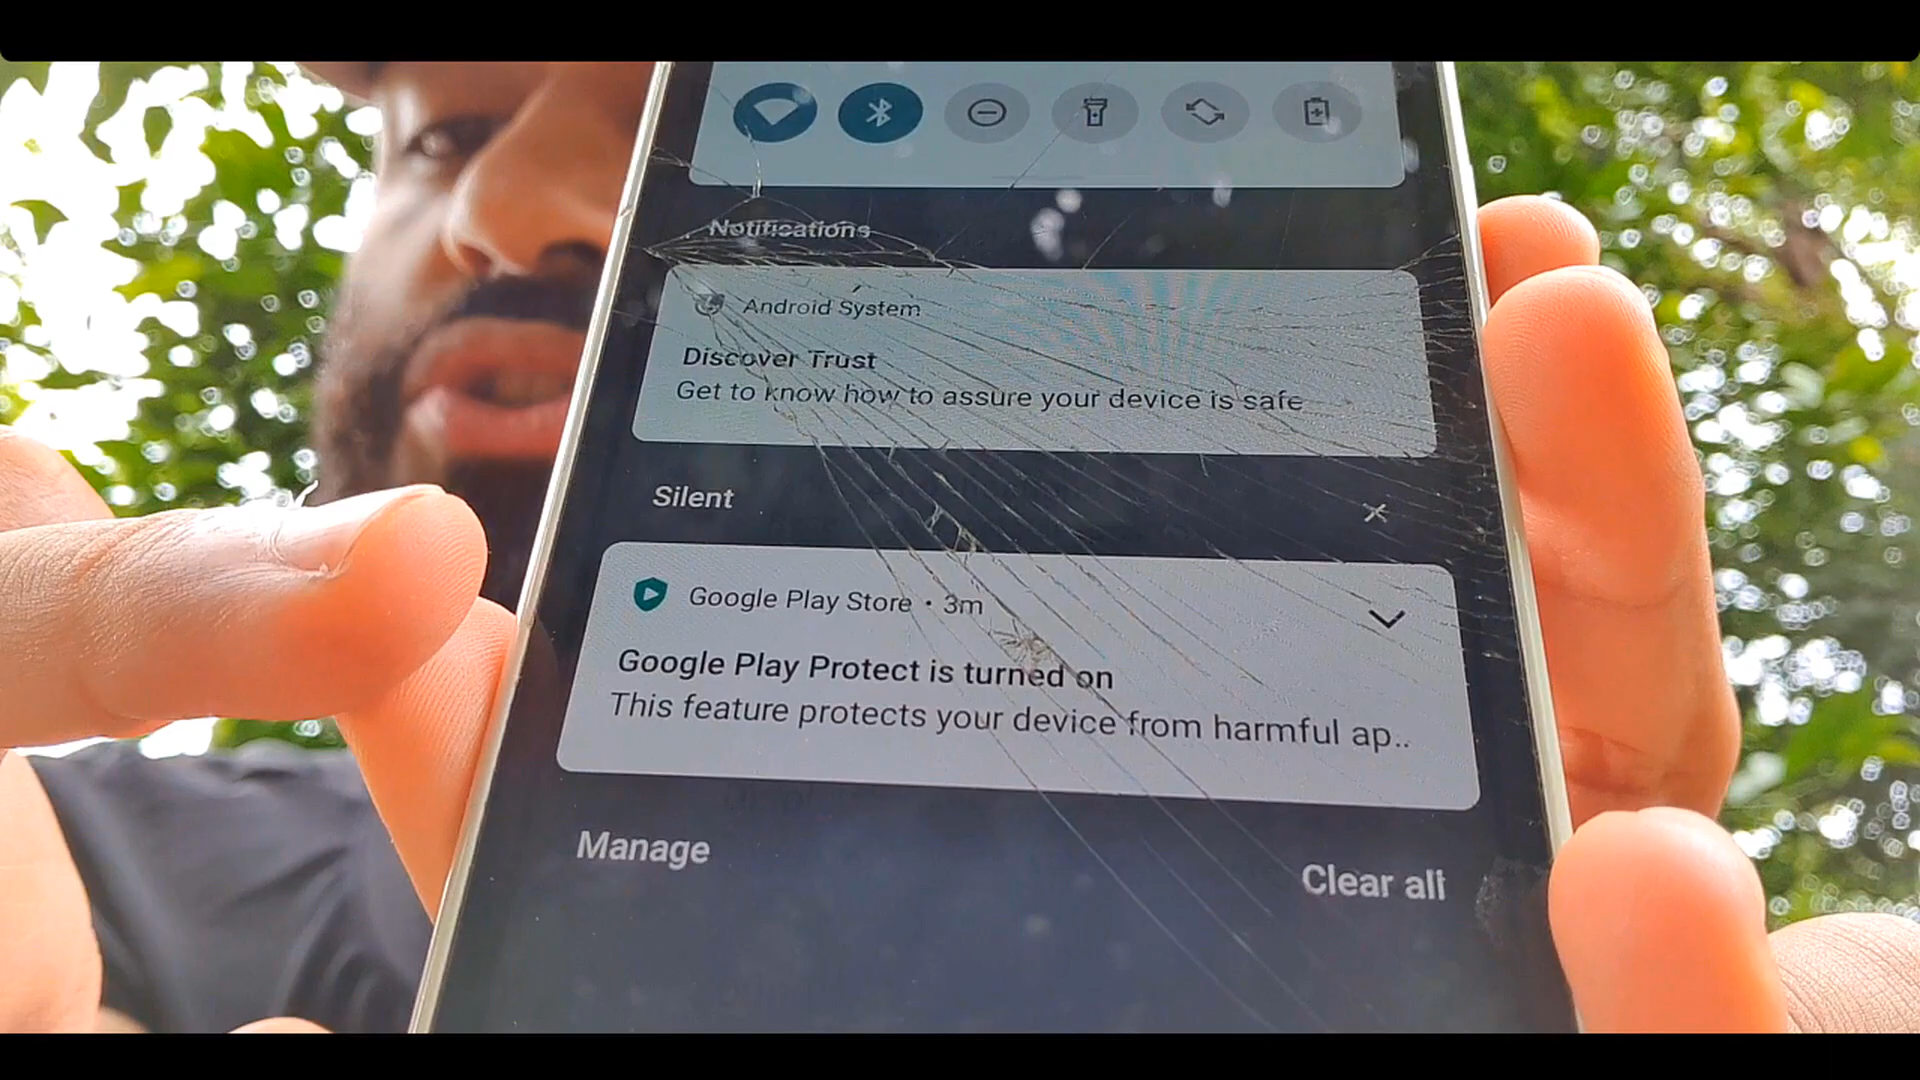 Notifications
Android System
Discover Trust
Get to know how to assure your device is safe
Silent
Google Play Store • 3m
Google Play Protect is turned on
This feature protects your device from harmful ap..
Manage
Clear all